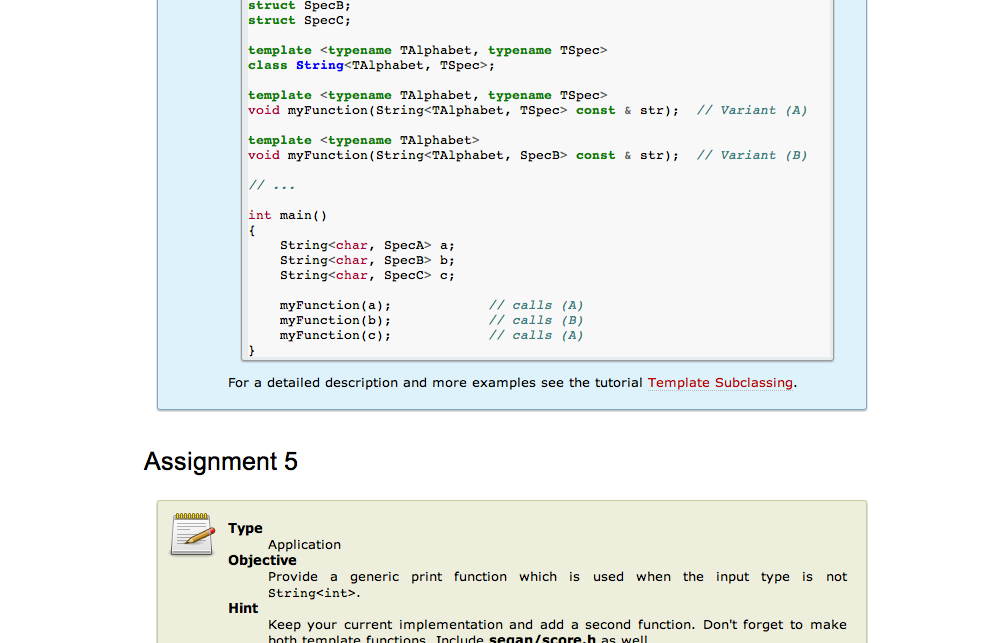 struct SpecB;
struct SpecC;
template <typename TAlphabet, typename TSpec>
class String<TAlphabet, TSpec>;
template <typename TAlphabet, typename TSpec>
void myFunction(String<TAlphabet, TSpec> const & str);  // Variant (A)
template <typename TAlphabet>
void myFunction(String<TAlphabet, SpecB> const & str);  // Variant (B)
// ...
int main()
{
    String<char, SpecA> a;
    String<char, SpecB> b;
    String<char, SpecC> c;
    myFunction(a);            // calls (A)
    myFunction(b);            // calls (B)
    myFunction(c);            // calls (A)
}
For a detailed description and more examples see the tutorial Template Subclassing.
Assignment 5
Type
Application
Objective
Provide a generic print function which is used when the input type is not
String<int>.
Hint
Keep your current implementation and add a second function. Don't forget to make
both template functions. Include seqan/score.h as well.